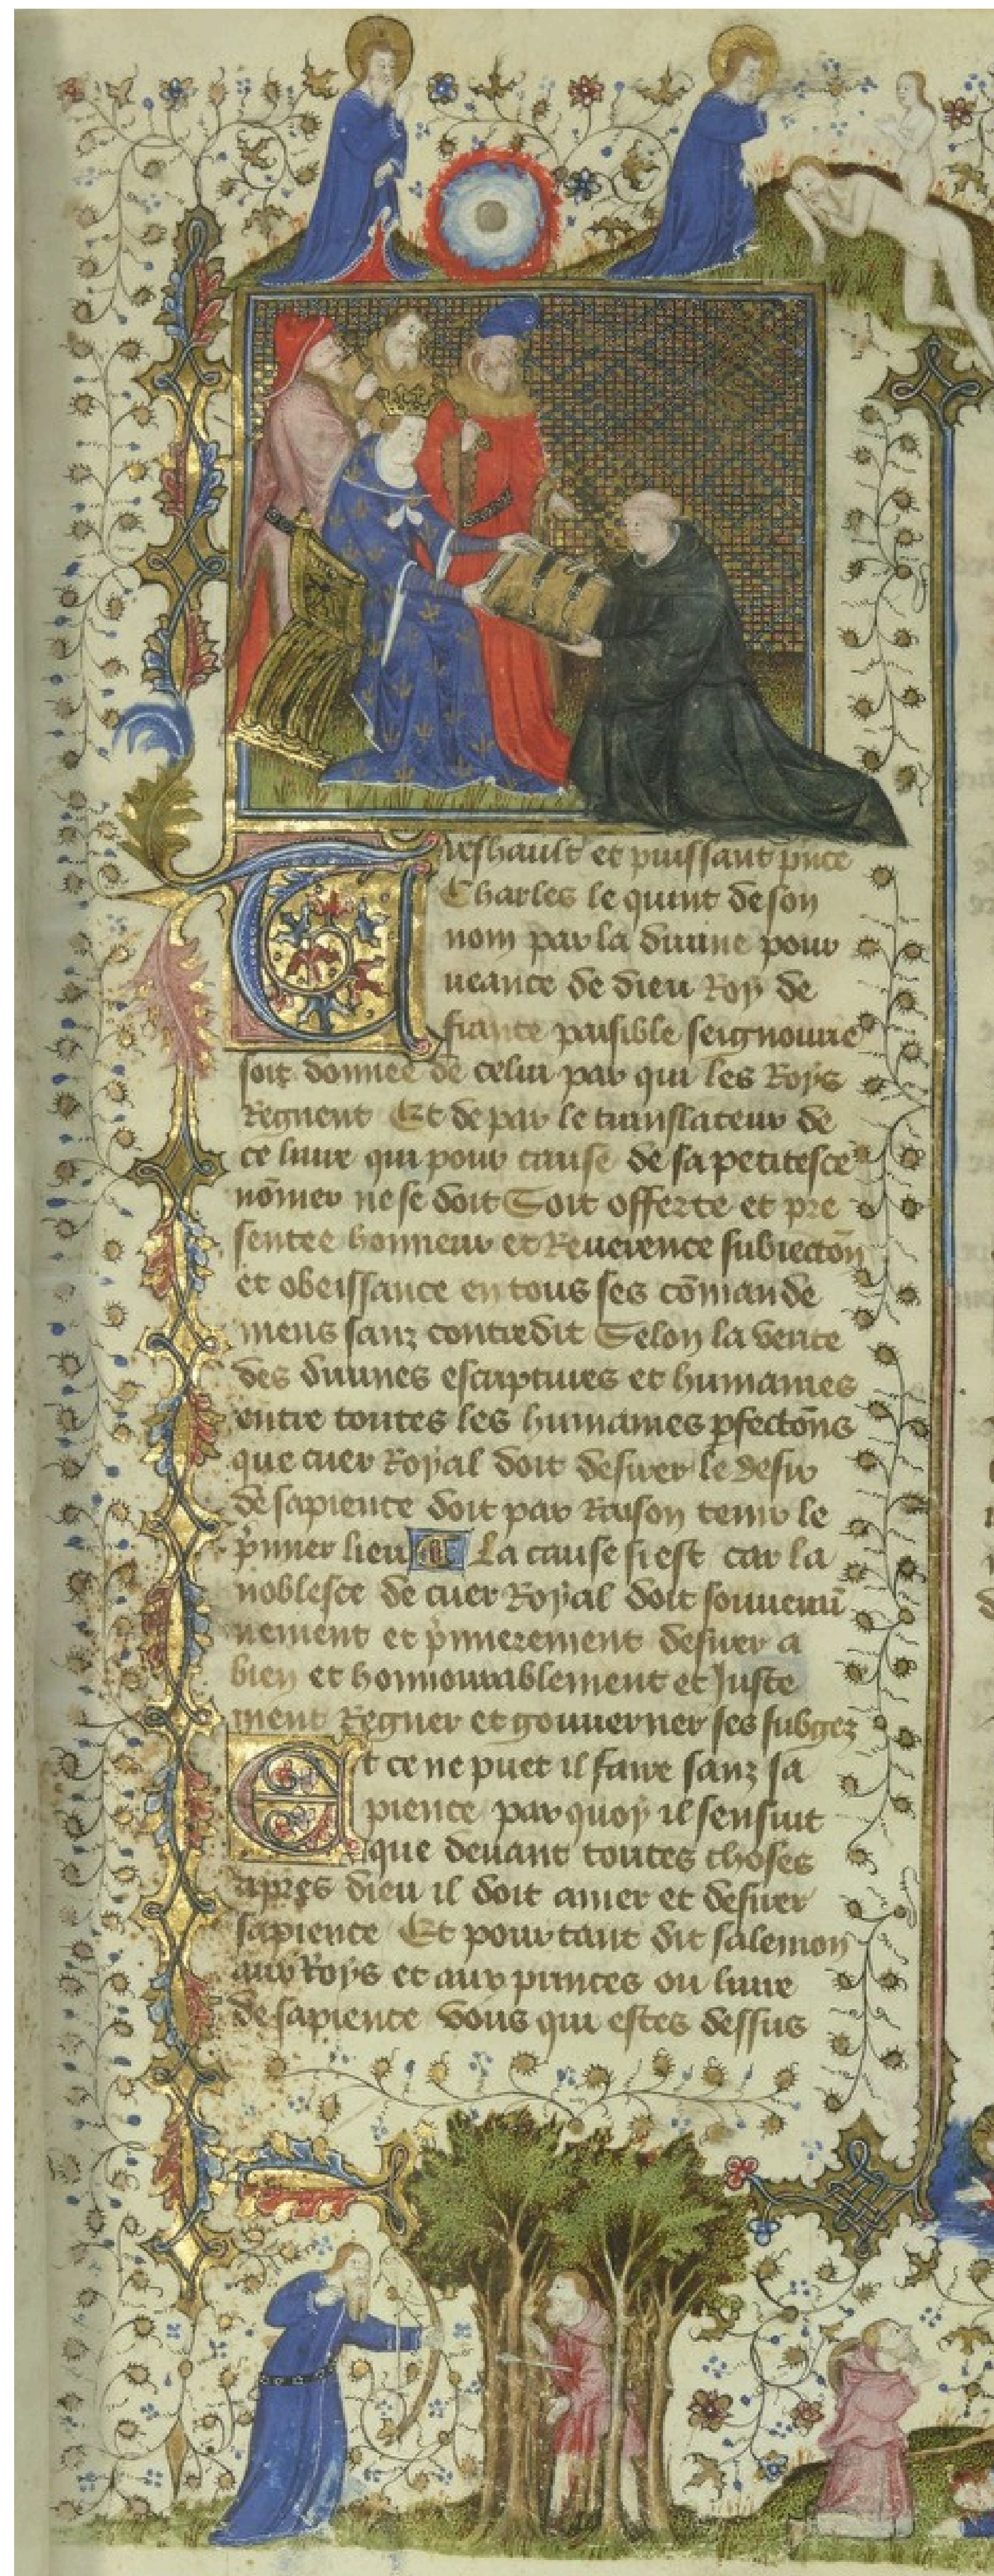 Treshault et puissant pnce
Charles le quint de son
nom par la diuine pour
ueance de dieu Roy de
france paisible seignourie
soit donnee de celui par qui les Roys
Regnent Et de par le translateur de
ce liure qui pour cause de sa petitesce
nōmer ne se doit Soit offerte et pre
sentee honneur et Reuerence subiectōn
et obeissance en tous ses cōmande
mens sanz contredit Selon la verite
des diuines escriptures et humaines
entre toutes les humaines pfectōns
que cuer Royal doit desirer le desir
de sapience doit par Raison tenir le
pmier lieu La cause si est car la
noblesce de cuer Royal doit souuerai
nement et pmierement desirer a
bien et honnourablement et Juste
ment Regner et gouuerner ses subgez
Et ce ne puet il faire sanz sa
pience par quoy il sensuit
que deuant toutes choses
apres dieu il doit amer et desirer
sapience Et pour tant dit salemon
aux Roys et aux princes ou liure
de sapience vous qui estes dessus